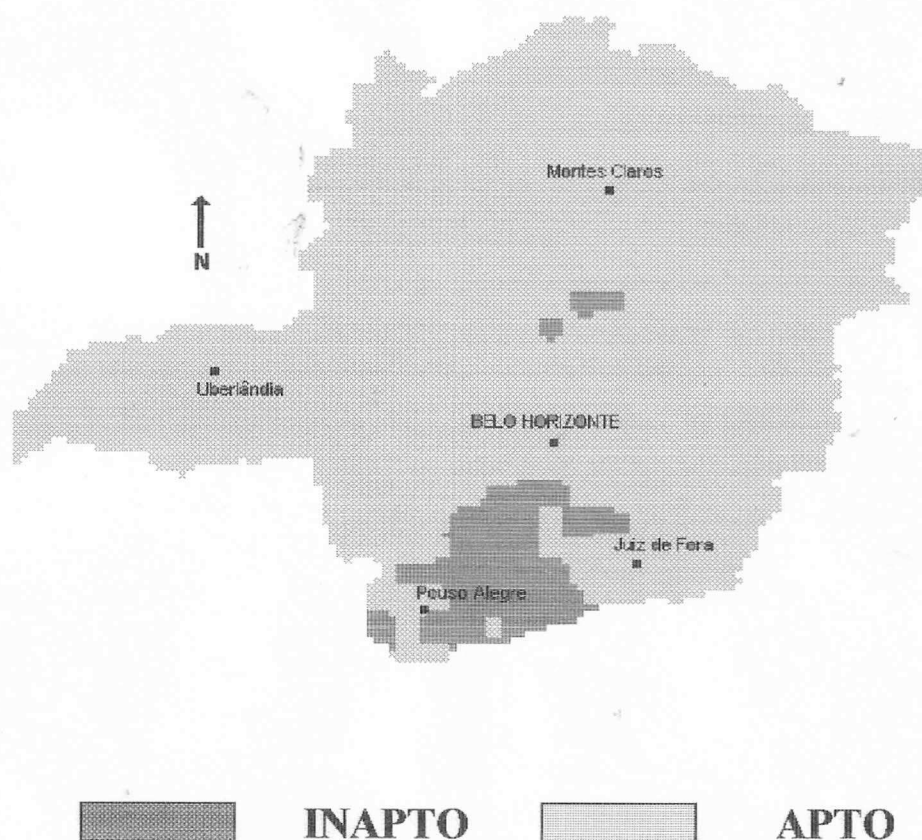 Montes Claros
N
Uberlândia
BELO HORIZONTE
Juiz de Fora
Pouso Alegre
INAPTO APTO